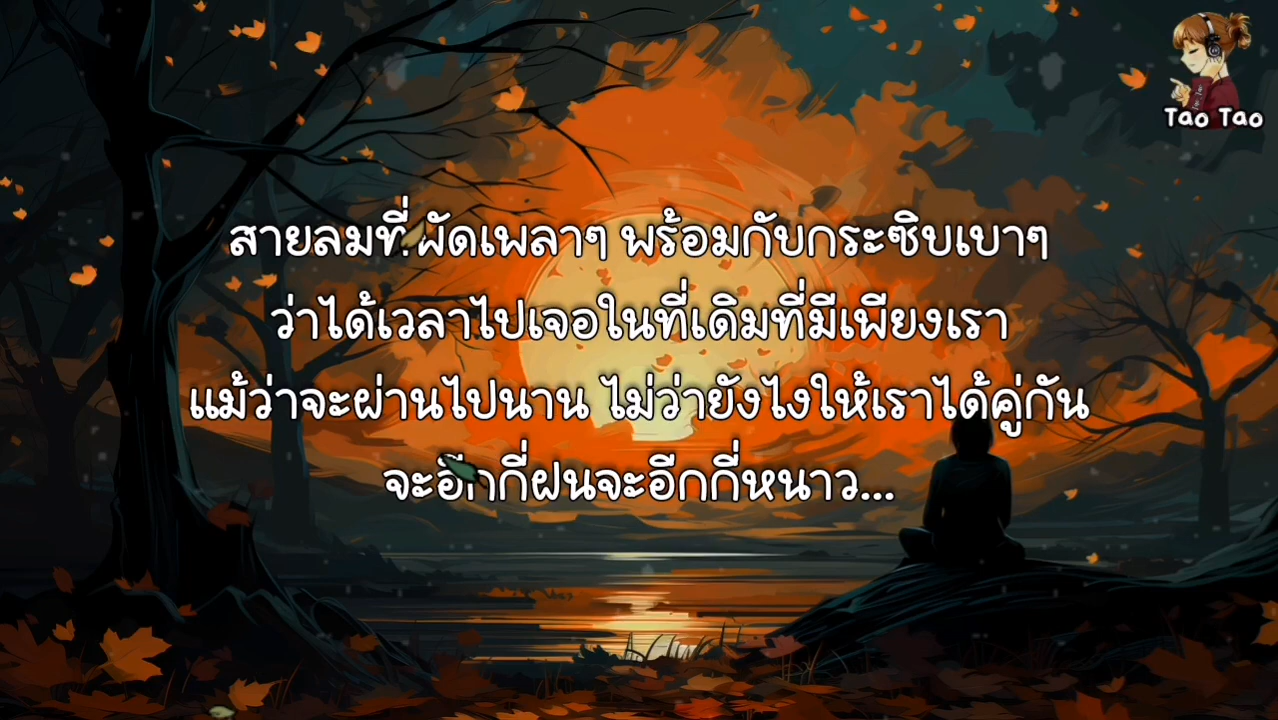 สายลมที่ผัดเพลาๆ พร้อมกับกระซิบเบาๆ
ว่าได้เวลาไปเจอในที่เดิมที่มีเพียงเรา
แม้ว่าจะผ่านไปนาน ไม่ว่ายังไงให้เราได้คู่กัน
จะอีกกี่ฝนจะอีกกี่หนาว...
Tao Tao